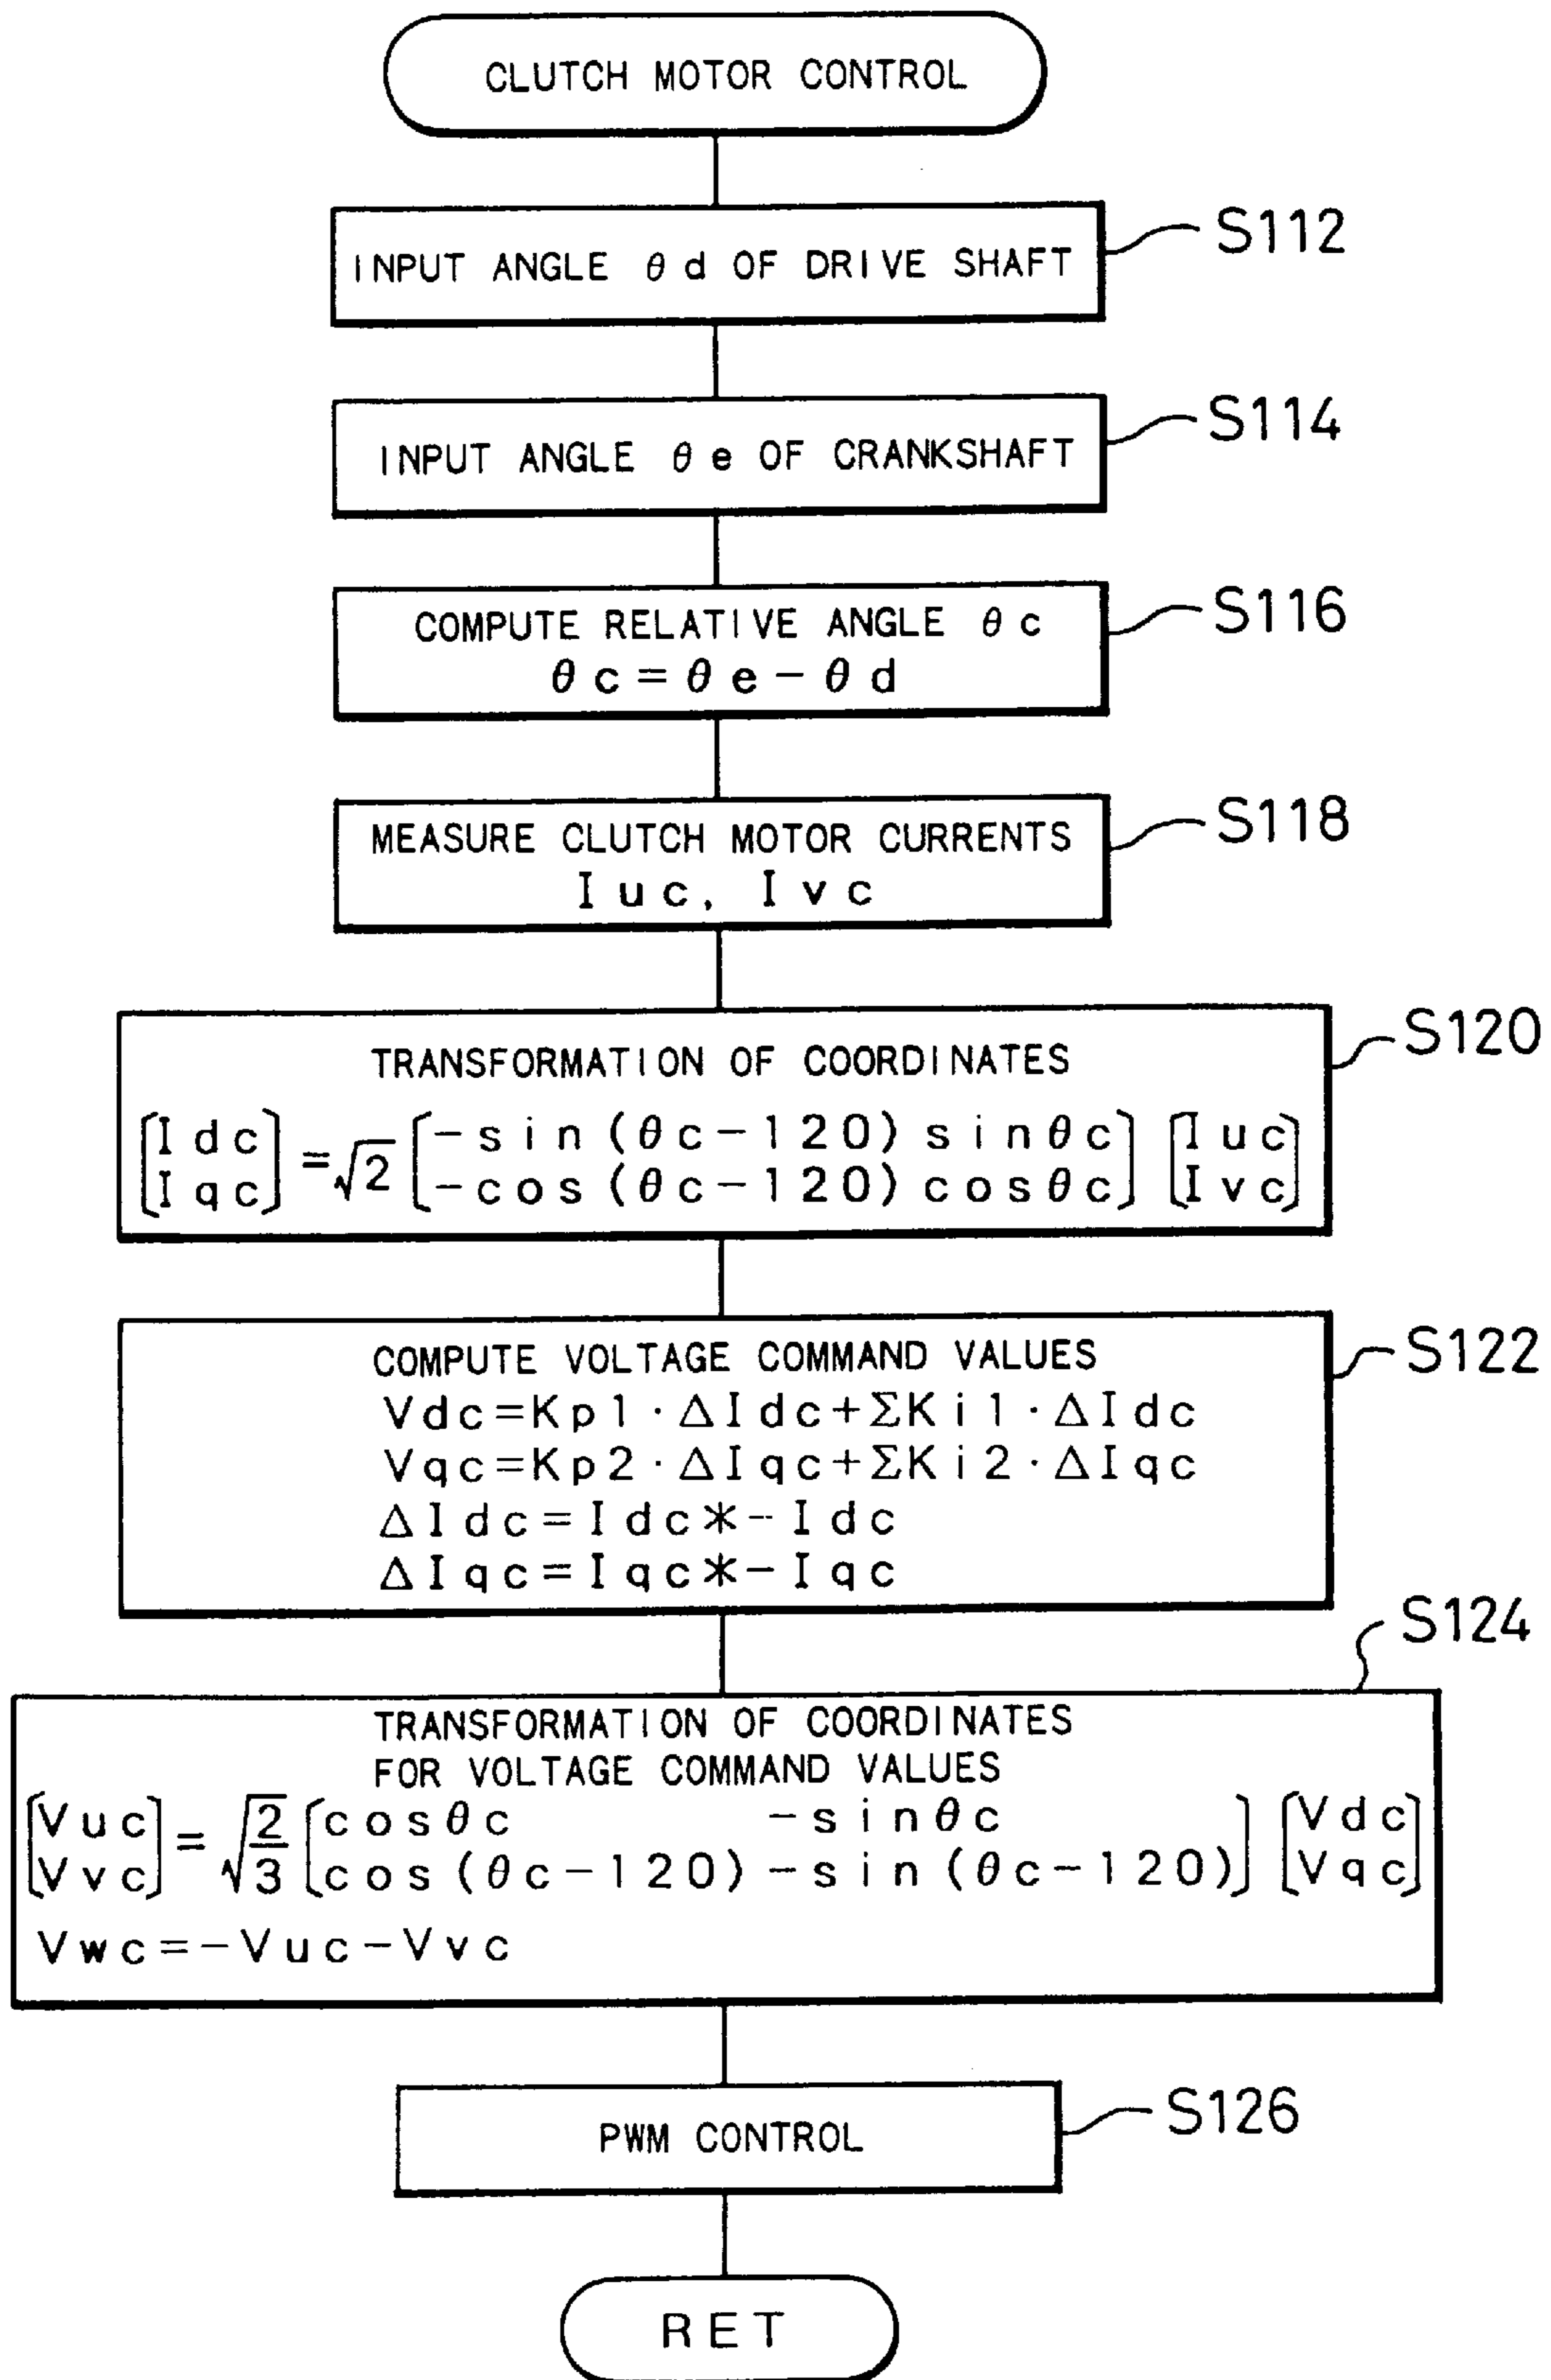 CLUTCH MOTOR CONTROL
INPUT ANGLE θd OF DRIVE SHAFT
S112
INPUT ANGLE θe OF CRANKSHAFT
S114
COMPUTE RELATIVE ANGLE θc
θc=θe-θd
S116
MEASURE CLUTCH MOTOR CURRENTS
Iuc, Ivc
S118
TRANSFORMATION OF COORDINATES
[Idc Iqc] = √2 [-sin(θc-120) sinθc
-cos(θc-120) cosθc] [Iuc Ivc]
S120
COMPUTE VOLTAGE COMMAND VALUES
Vdc=Kp1·ΔIdc+ΣKi1·ΔIdc
Vqc=Kp2·ΔIqc+ΣKi2·ΔIqc
ΔIdc=Idc*-Idc
ΔIqc=Iqc*-Iqc
S122
S124
TRANSFORMATION OF COORDINATES
FOR VOLTAGE COMMAND VALUES
[Vuc Vvc] = √2/3 [cosθc -sinθc
cos(θc-120) -sin(θc-120)] [Vdc Vqc]
Vwc=-Vuc-Vvc
PWM CONTROL
S126
RET